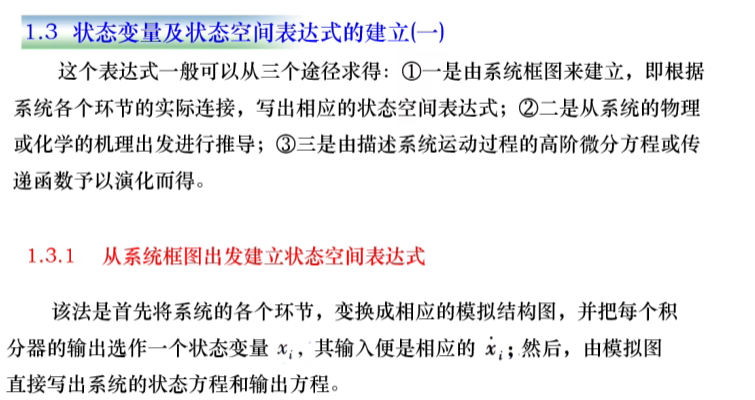 1.3 状态变量及状态空间表达式的建立(一)
这个表达式一般可以从三个途径求得：①一是由系统框图来建立，即根据
系统各个环节的实际连接，写出相应的状态空间表达式；②二是从系统的物理
或化学的机理出发进行推导；③三是由描述系统运动过程的高阶微分方程或传
递函数予以演化而得。
1.3.1 从系统框图出发建立状态空间表达式
该法是首先将系统的各个环节，变换成相应的模拟结构图，并把每个积
分器的输出选作一个状态变量 xᵢ，其输入便是相应的 ẋᵢ；然后，由模拟图
直接写出系统的状态方程和输出方程。